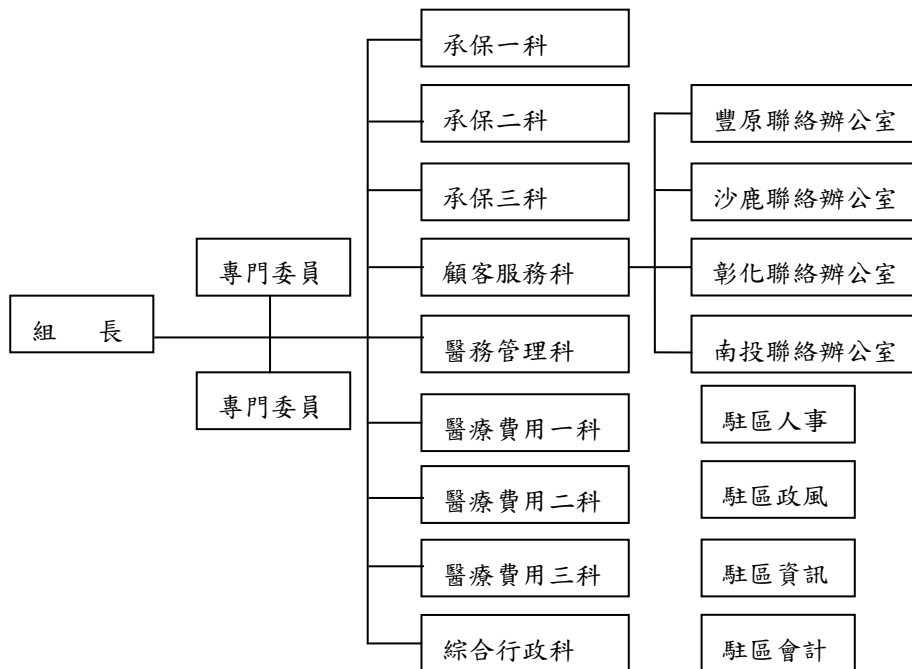 組 長
專門委員
專門委員
承保一科
承保二科
承保三科
顧客服務科
醫務管理科
醫療費用一科
醫療費用二科
醫療費用三科
綜合行政科
豐原聯絡辦公室
沙鹿聯絡辦公室
彰化聯絡辦公室
南投聯絡辦公室
駐區人事
駐區政風
駐區資訊
駐區會計